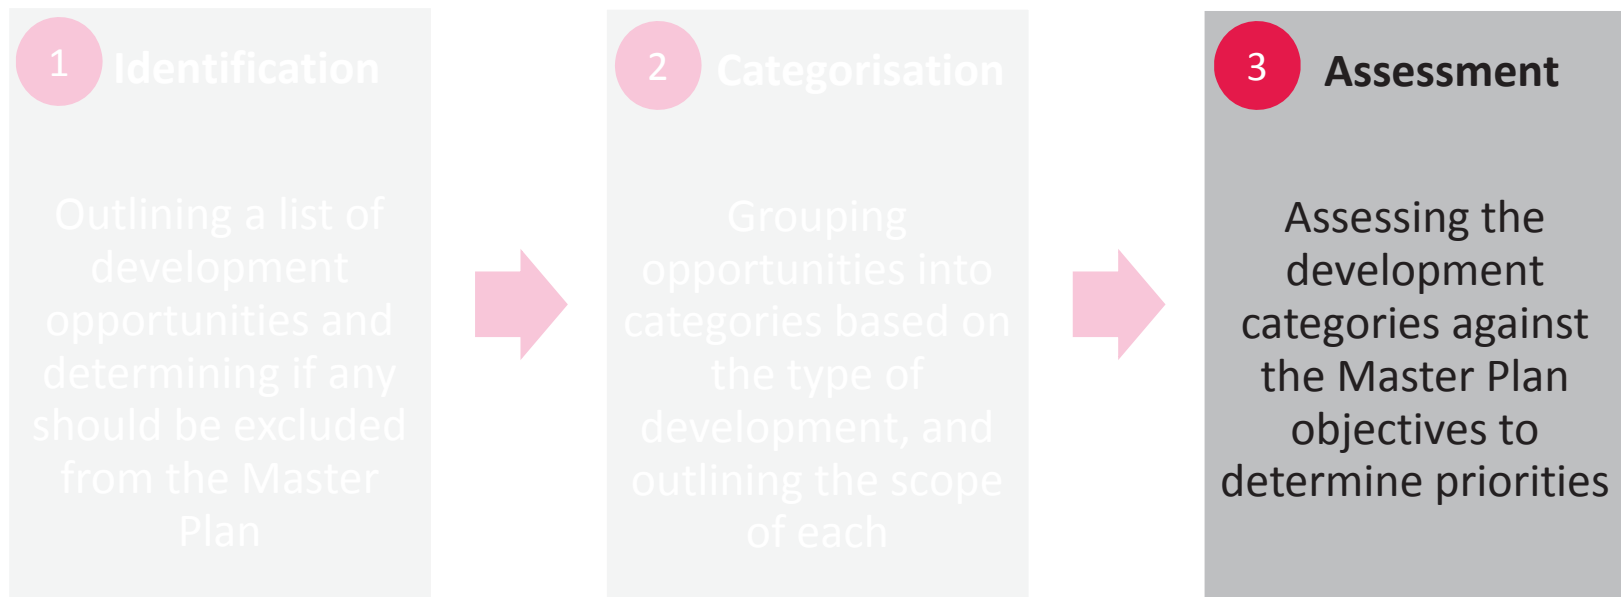 1 Identification
Outlining a list of
development
opportunities and
determining if any
should be excluded
from the Master
Plan
2 Categorisation
Grouping
opportunities into
categories based on
the type of
development, and
outlining the scope
of each
3 Assessment
Assessing the
development
categories against
the Master Plan
objectives to
determine priorities